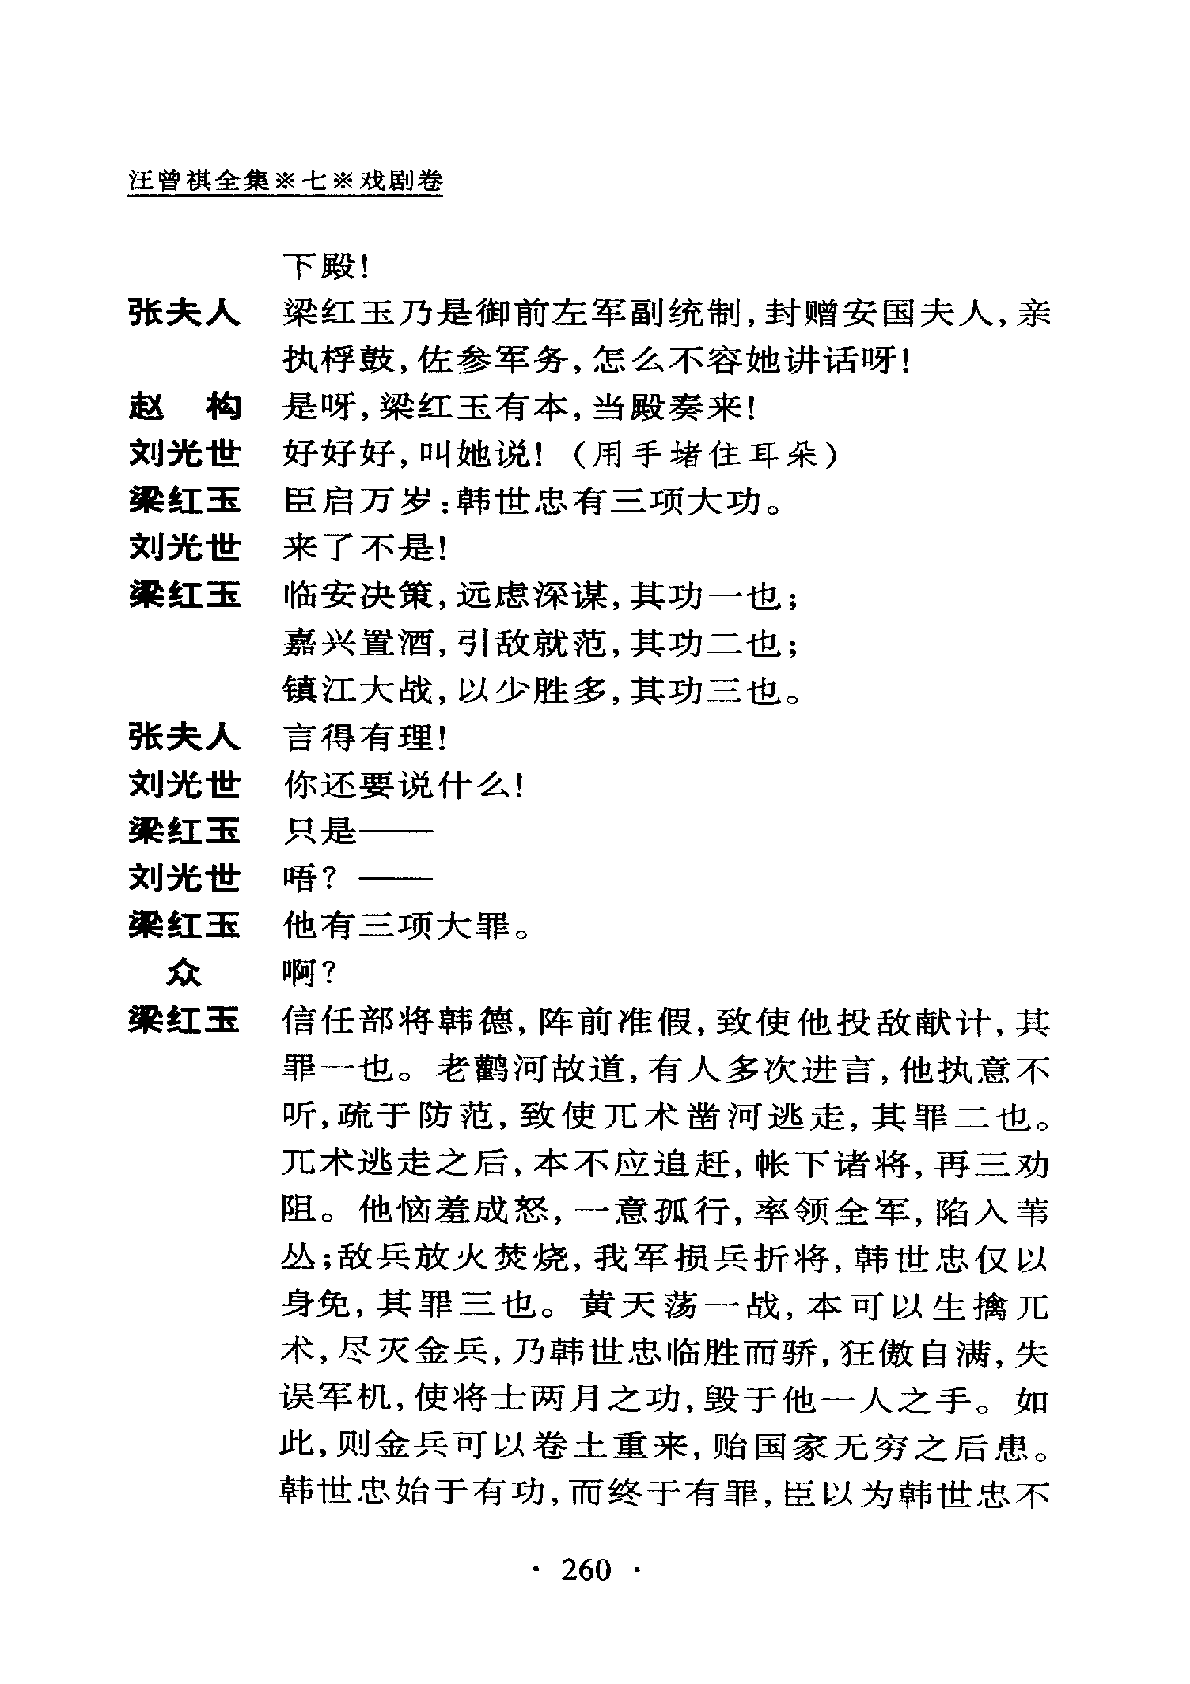 汪曾祺全集※七※戏剧卷
下殿!
张夫人 梁红玉乃是御前左军副统制,封赠安国夫人,亲
执桴鼓,佐参军务,怎么不容她讲话呀!
赵 构 是呀,梁红玉有本,当殿奏来!
刘光世 好好好,叫她说!(用手堵住耳朵)
梁红玉 臣启万岁:韩世忠有三项大功。
刘光世 来了不是!
梁红玉 临安决策,远虑深谋,其功一也;
嘉兴置酒,引敌就范,其功二也;
镇江大战,以少胜多,其功三也。
张夫人 言得有理!
刘光世 你还要说什么!
梁红玉 只是——
刘光世 唔?——
梁红玉 他有三项大罪。
众 啊?
梁红玉 信任部将韩德,阵前准假,致使他投敌献计,其
罪一也。老鹳河故道,有人多次进言,他执意不
听,疏于防范,致使兀术凿河逃走,其罪二也。
兀术逃走之后,本不应追赶,帐下诸将,再三劝
阻。他恼羞成怒,一意孤行,率领全军,陷入苇
丛;敌兵放火焚烧,我军损兵折将,韩世忠仅以
身免,其罪三也。黄天荡一战,本可以生擒兀
术,尽灭金兵,乃韩世忠临胜而骄,狂傲自满,失
误军机,使将士两月之功,毁于他一人之手。如
此,则金兵可以卷土重来,贻国家无穷之后患。
韩世忠始于有功,而终于有罪,臣以为韩世忠不
· 260 ·